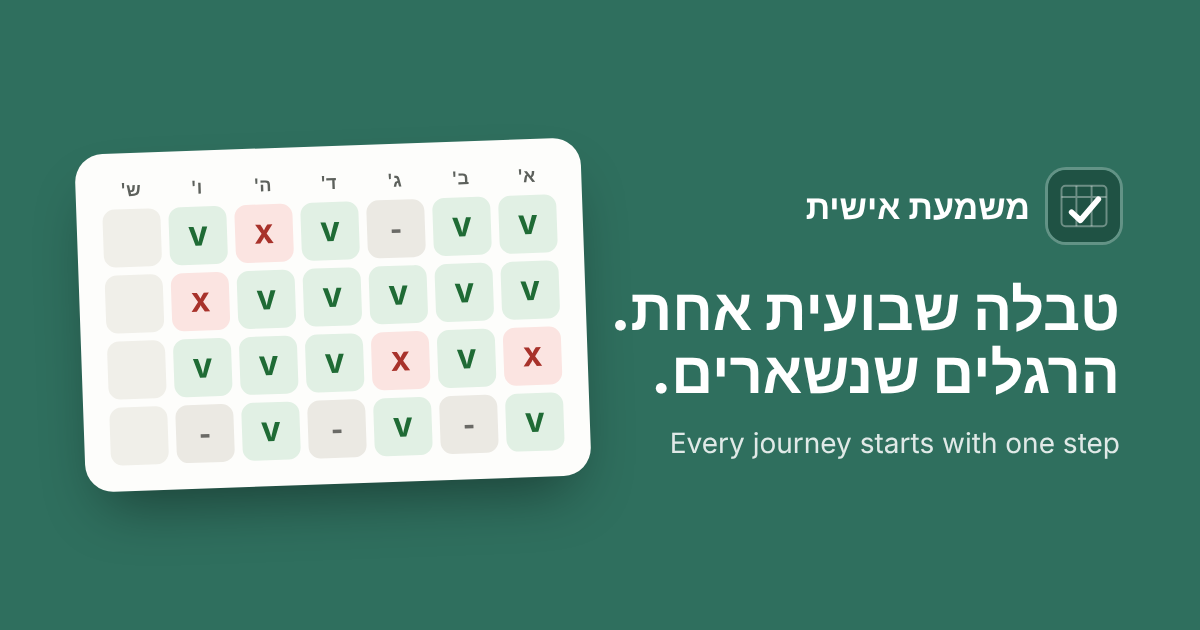 משמעת אישית
טבלה שבועית אחת.
הרגלים שנשארים.
Every journey starts with one step
א' ב' ג' ד' ה' ו' ש'
V V - V X V
V V V V V X
X V X V V V
V - V - V -